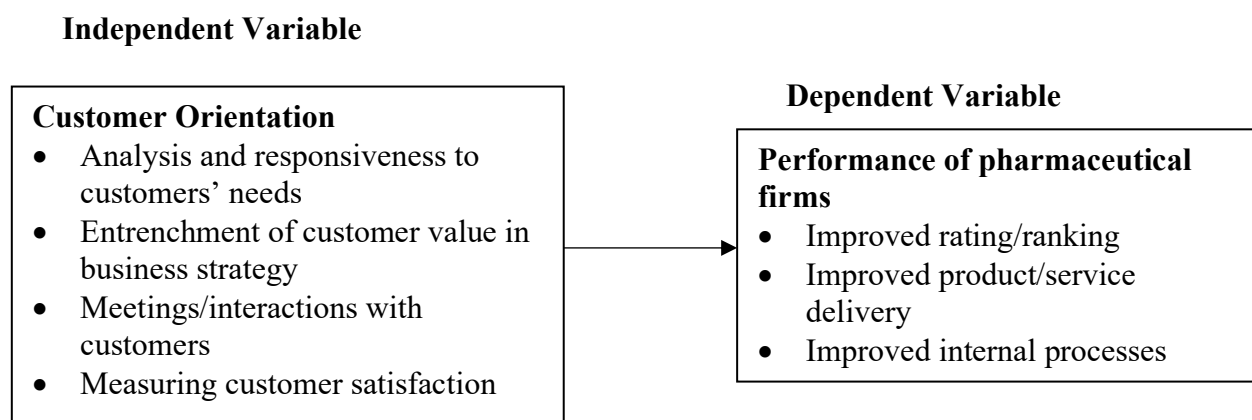 Independent Variable
Customer Orientation
• Analysis and responsiveness to
customers’ needs
• Entrenchment of customer value in
business strategy
• Meetings/interactions with
customers
• Measuring customer satisfaction
Dependent Variable
Performance of pharmaceutical
firms
• Improved rating/ranking
• Improved product/service
delivery
• Improved internal processes